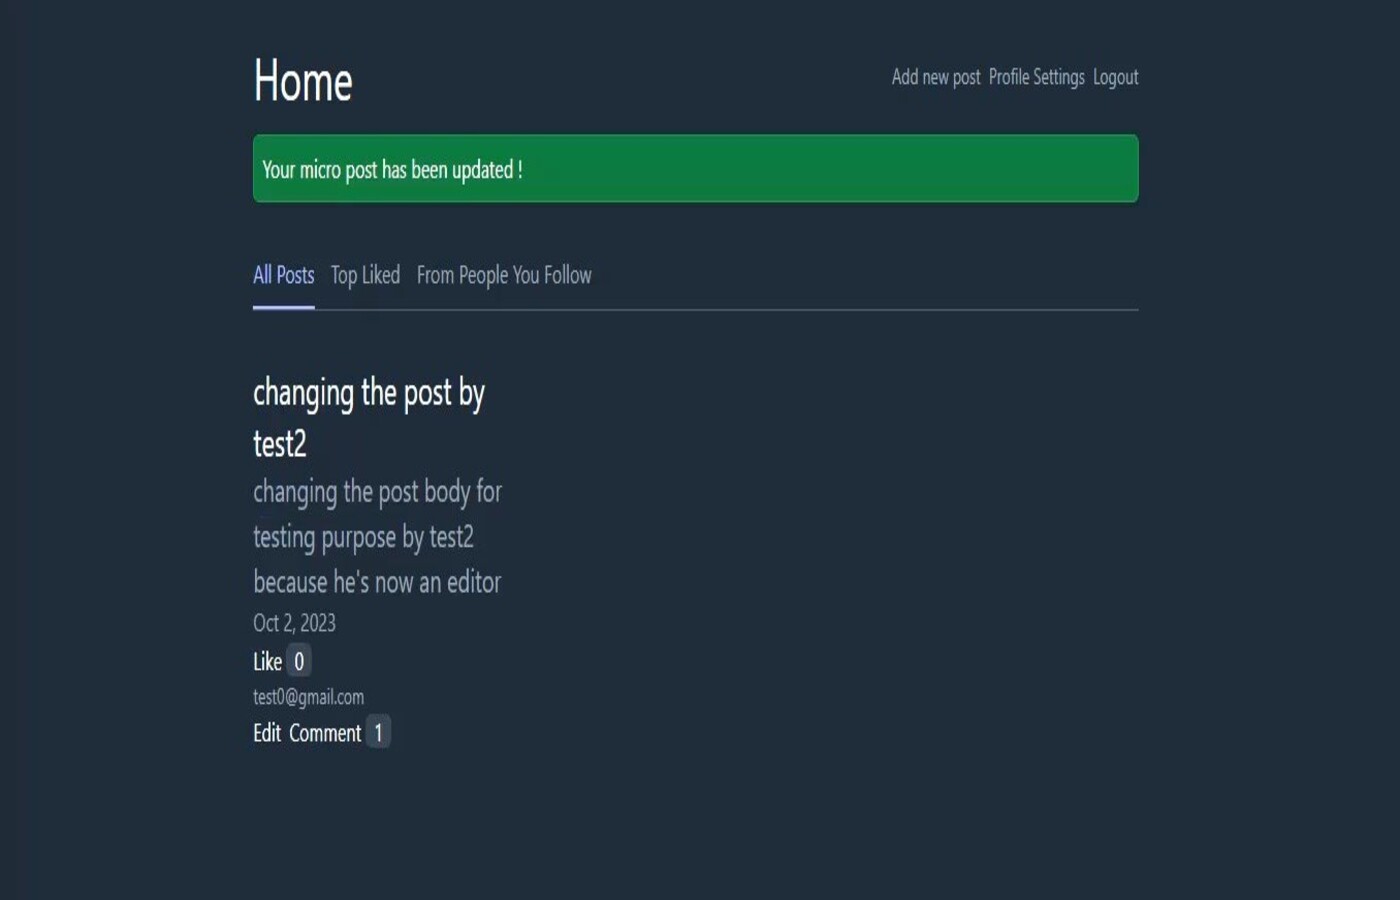 Home
Add new post Profile Settings Logout
Your micro post has been updated !
All Posts Top Liked From People You Follow
changing the post by
test2
changing the post body for
testing purpose by test2
because he's now an editor
Oct 2, 2023
Like 0
test0@gmail.com
Edit Comment 1